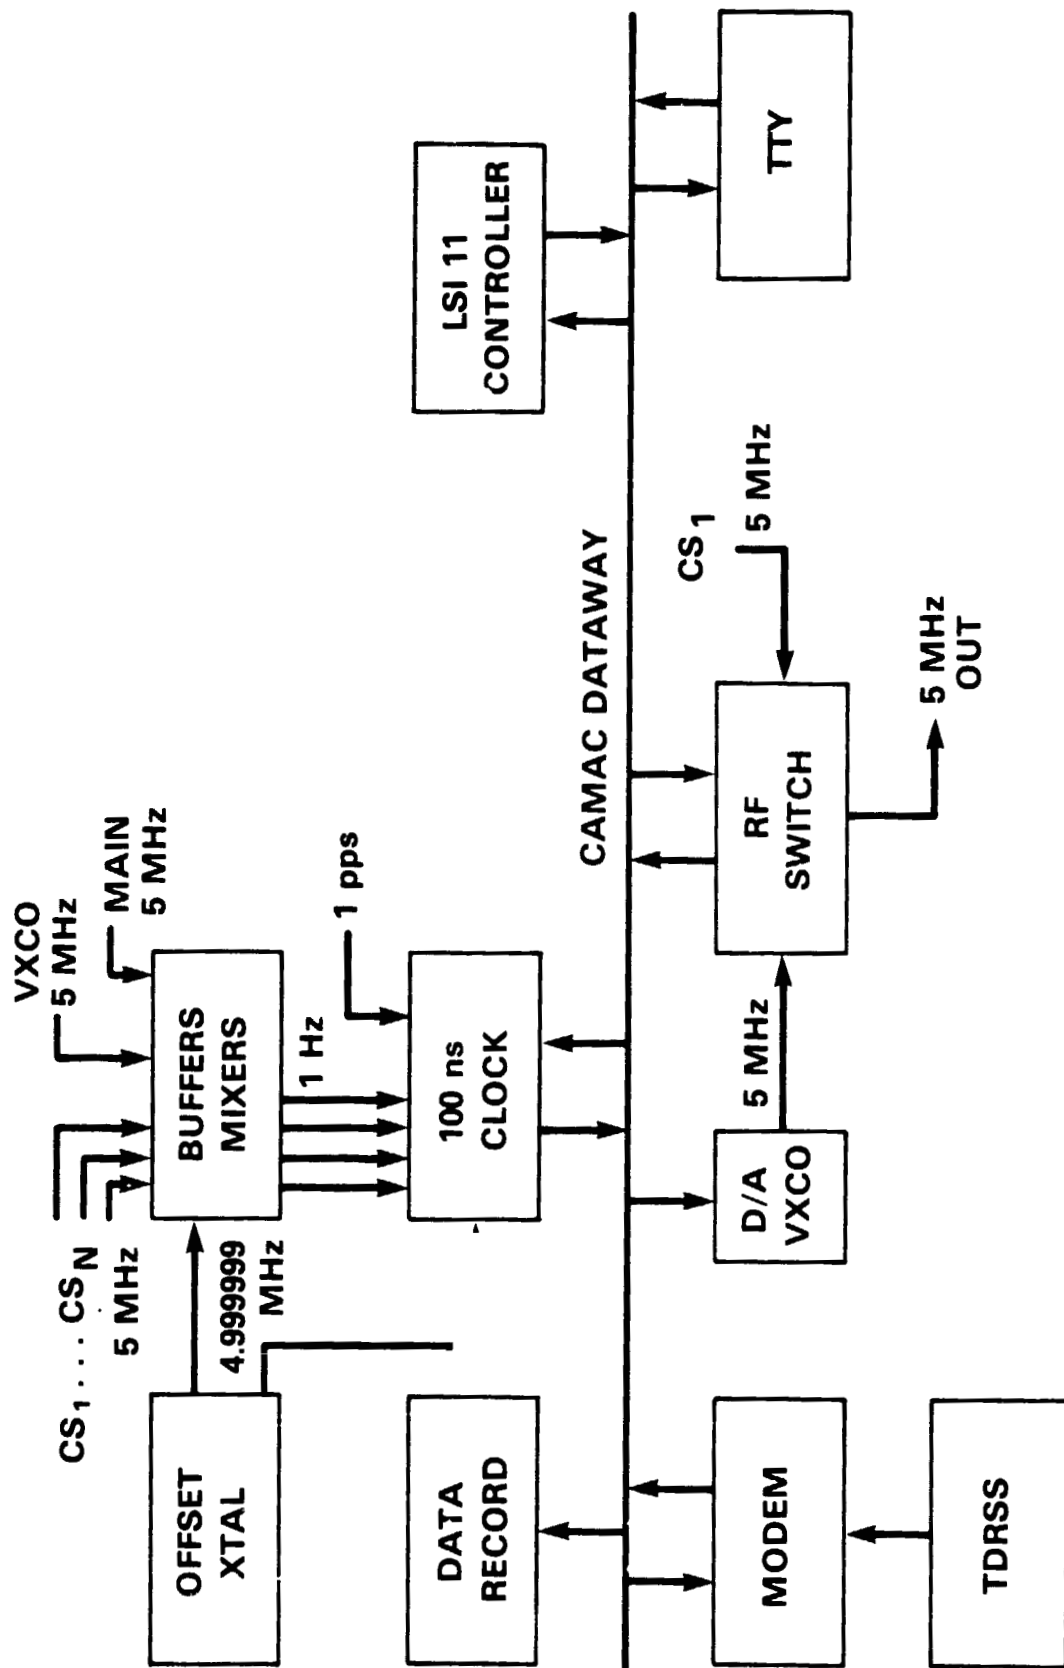 CS1 . . . CSN
5 MHz
VXCO
5 MHz
MAIN
5 MHz
OFFSET
XTAL
4.999999
MHz
BUFFERS
MIXERS
1 Hz
1 pps
DATA
RECORD
100 ns
CLOCK
LSI 11
CONTROLLER
CAMAC DATAWAY
MODEM
D/A
VXCO
5 MHz
RF
SWITCH
CS1
5 MHz
TTY
TDRSS
5 MHz
OUT